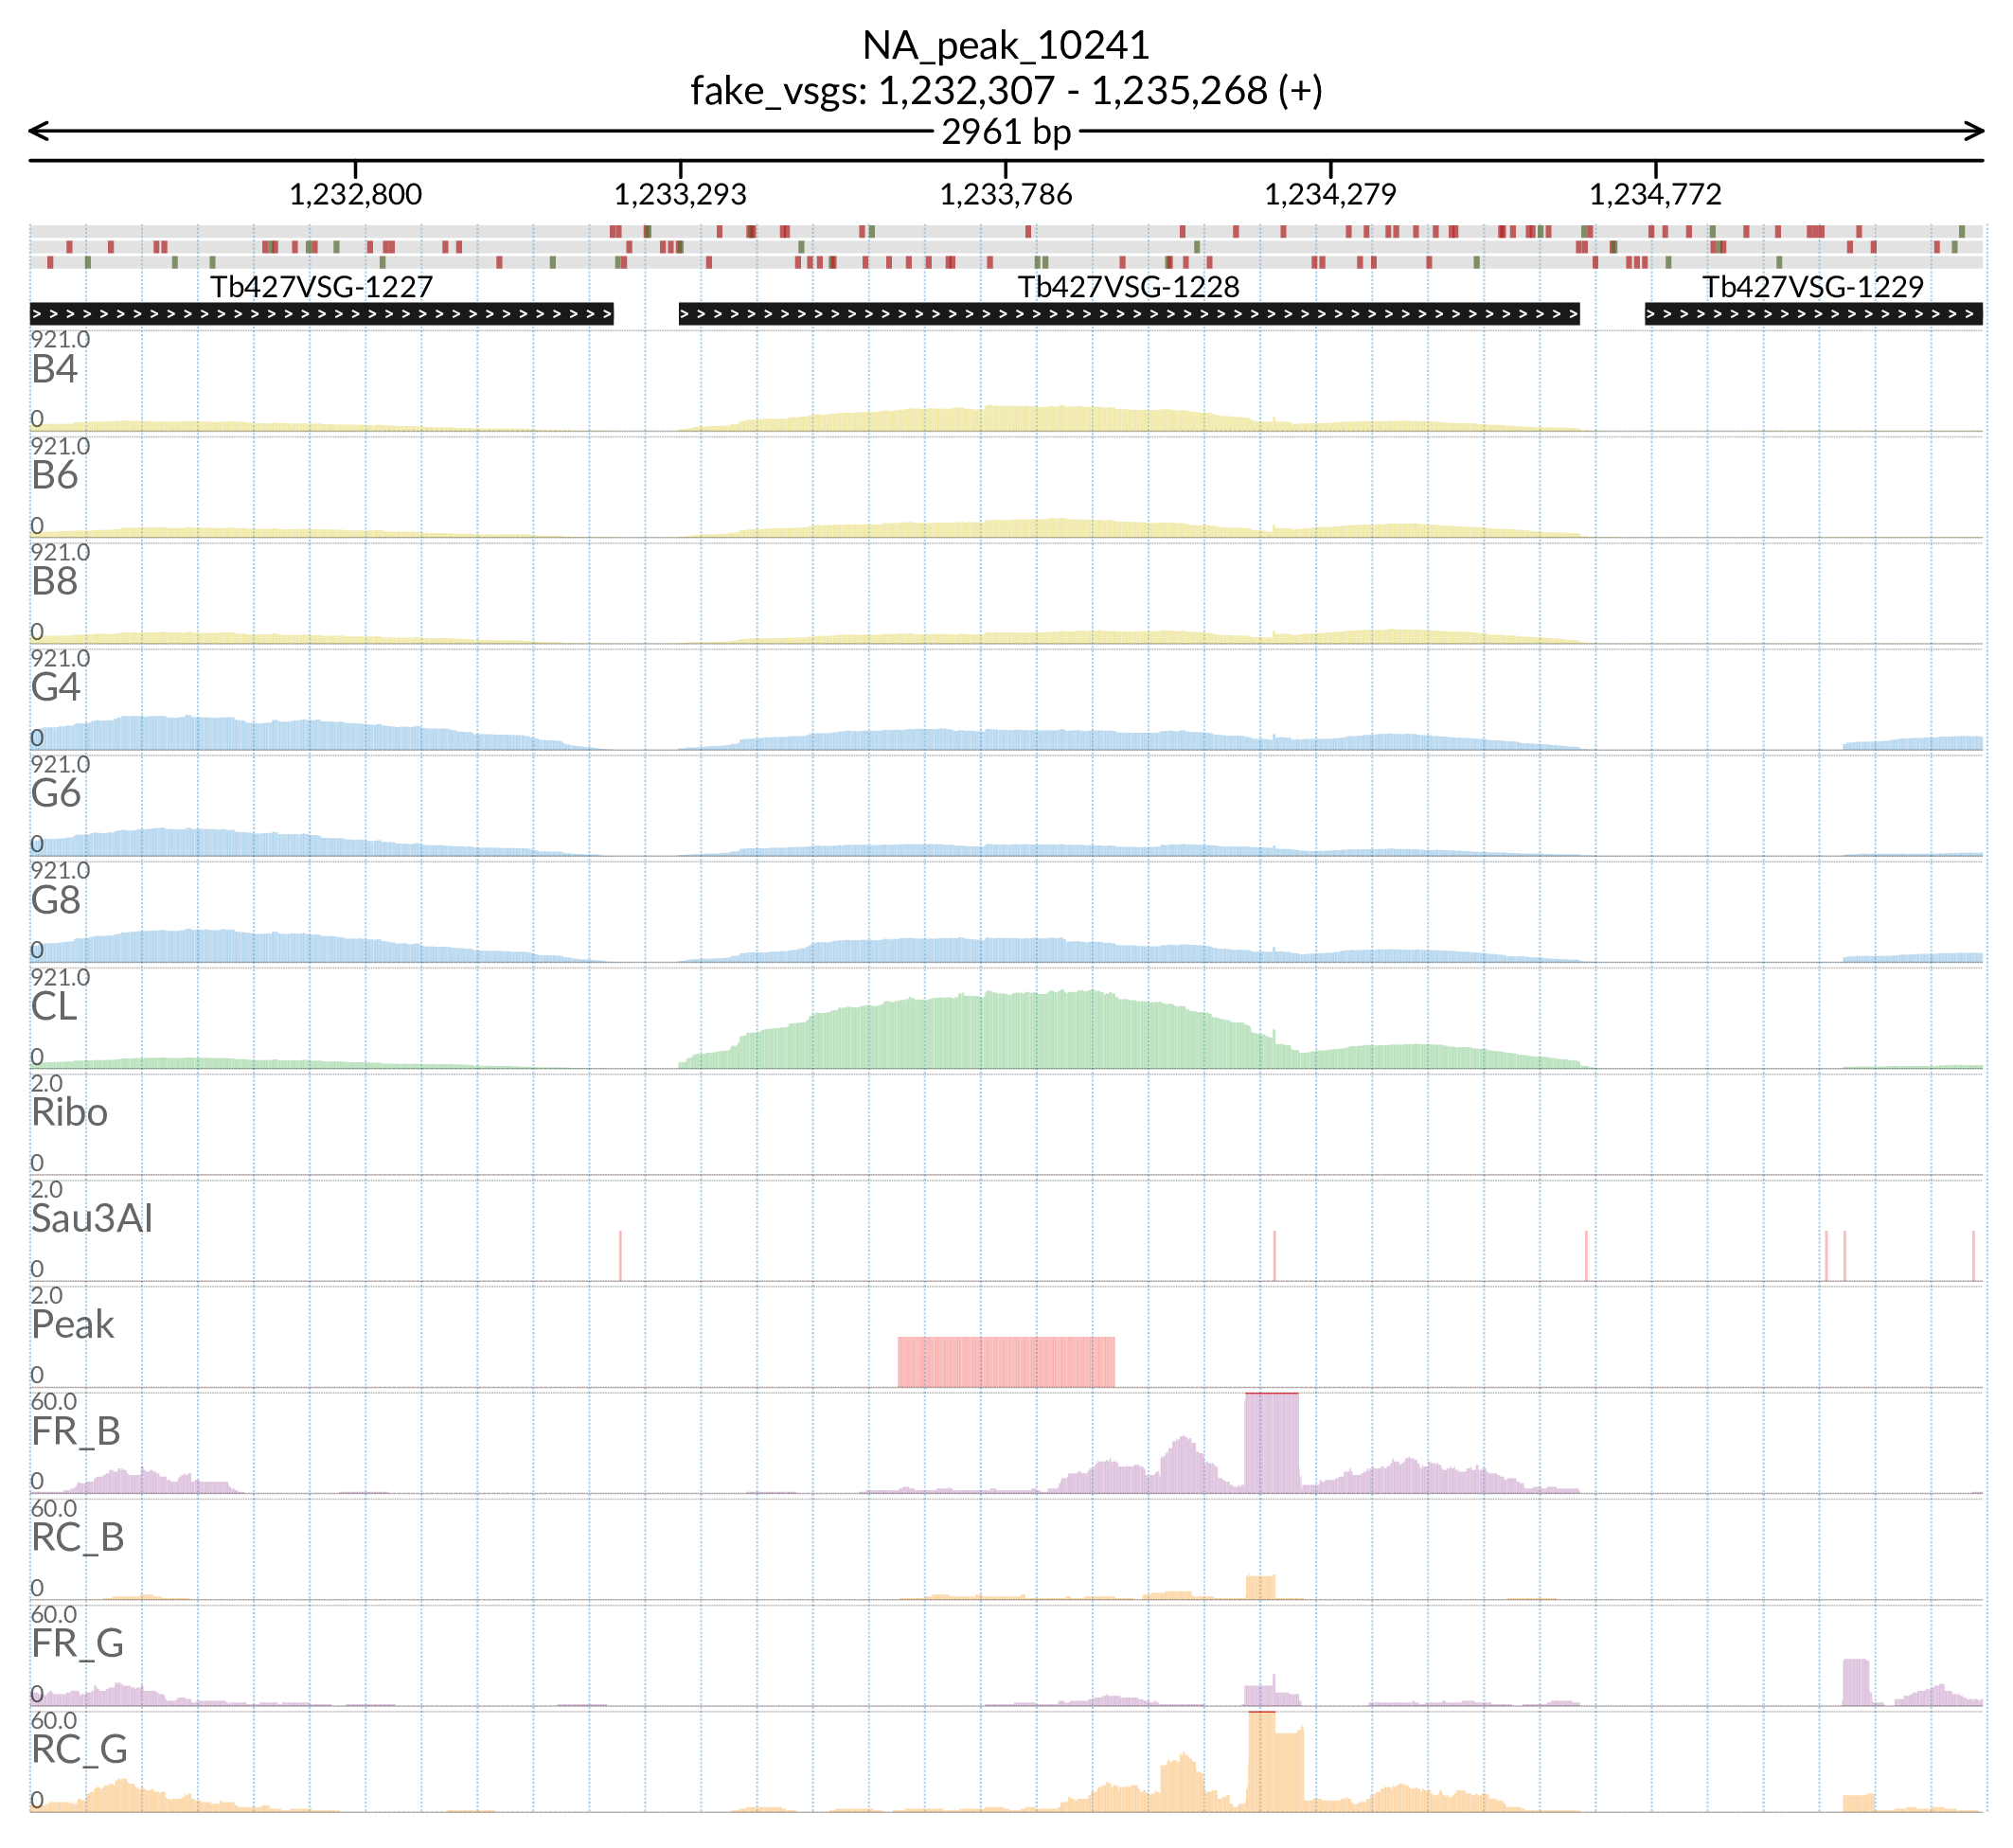 NA_peak_10241
fake_vsgs: 1,232,307 - 1,235,268 (+)
2961 bp
1,232,800 1,233,293 1,233,786 1,234,279 1,234,772
Tb427VSG-1227 Tb427VSG-1228 Tb427VSG-1229
921.0
B4
0
921.0
B6
0
921.0
B8
0
921.0
G4
0
921.0
G6
0
921.0
G8
0
921.0
CL
0
2.0
Ribo
0
2.0
Sau3AI
0
2.0
Peak
0
60.0
FR_B
0
60.0
RC_B
0
60.0
FR_G
0
60.0
RC_G
0